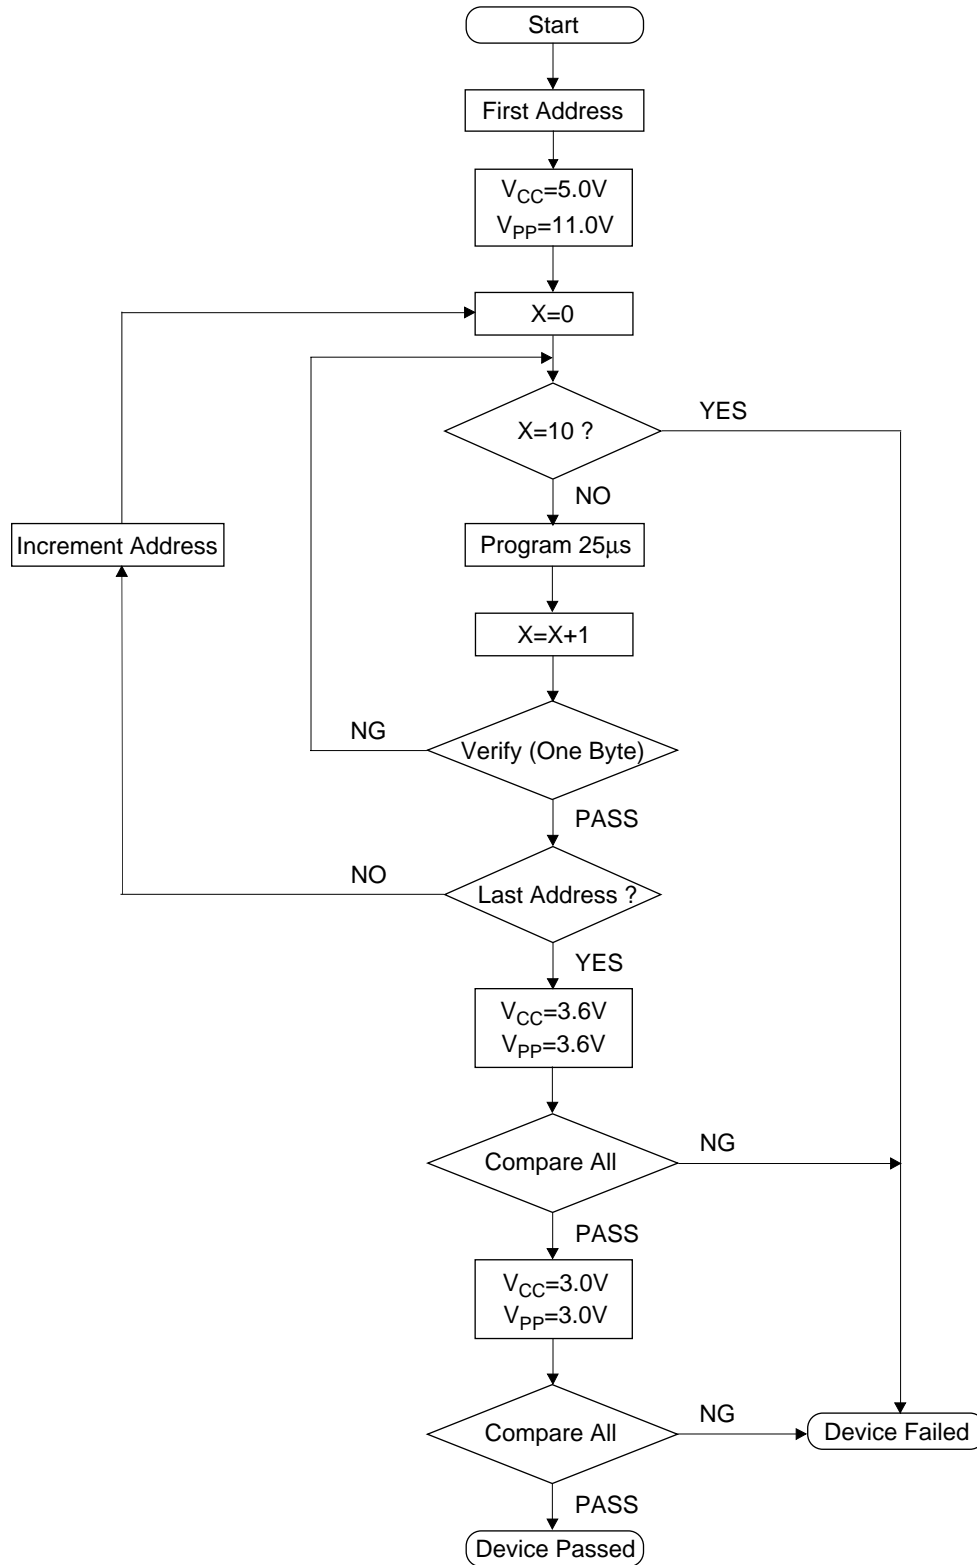 Start
First Address
VCC=5.0V
VPP=11.0V
X=0
X=10 ?
YES
NO
Increment Address
Program 25μs
X=X+1
NG
Verify (One Byte)
PASS
NO
Last Address ?
YES
VCC=3.6V
VPP=3.6V
Compare All
NG
PASS
VCC=3.0V
VPP=3.0V
Compare All
NG
Device Failed
PASS
Device Passed